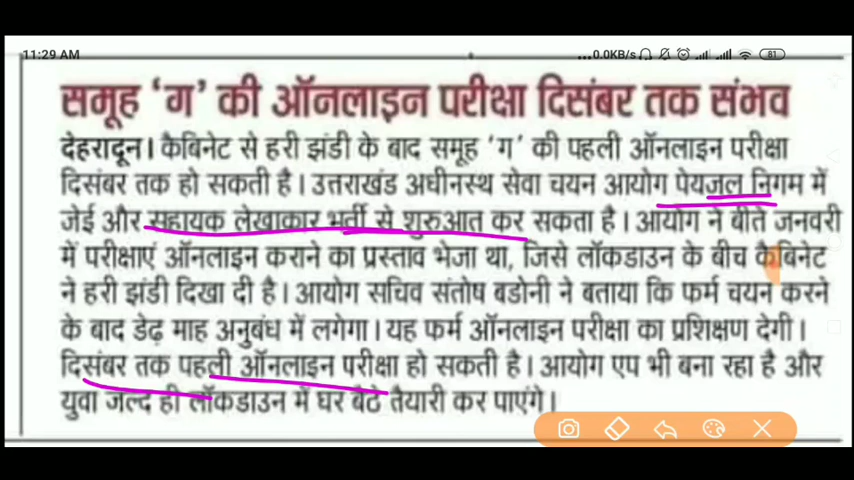 11:29 AM
...0.0KB/s
81
समूह 'ग' की ऑनलाइन परीक्षा दिसंबर तक संभव
देहरादून। कैबिनेट से हरी झंडी के बाद समूह 'ग' की पहली ऑनलाइन परीक्षा
दिसंबर तक हो सकती है। उत्तराखंड अधीनस्थ सेवा चयन आयोग पेयजल निगम में
जेई और सहायक लेखाकार भर्ती से शुरुआत कर सकता है। आयोग ने बीते जनवरी
में परीक्षाएं ऑनलाइन कराने का प्रस्ताव भेजा था, जिसे लॉकडाउन के बीच कैबिनेट
ने हरी झंडी दिखा दी है। आयोग सचिव संतोष बडोनी ने बताया कि फर्म चयन करने
के बाद डेढ़ माह अनुबंध में लगेगा। यह फर्म ऑनलाइन परीक्षा का प्रशिक्षण देगी।
दिसंबर तक पहली ऑनलाइन परीक्षा हो सकती है। आयोग एप भी बना रहा है और
युवा जल्द ही लॉकडाउन में घर बैठे तैयारी कर पाएंगे।